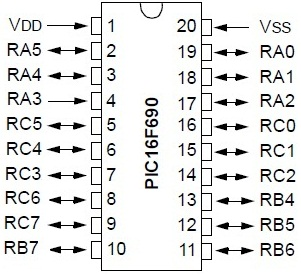 VDD 1 20 VSS
RA5 2 19 RA0
RA4 3 18 RA1
RA3 4 17 RA2
RC5 5 16 RC0
RC4 6 15 RC1
RC3 7 14 RC2
RC6 8 13 RB4
RC7 9 12 RB5
RB7 10 11 RB6
PIC16F690